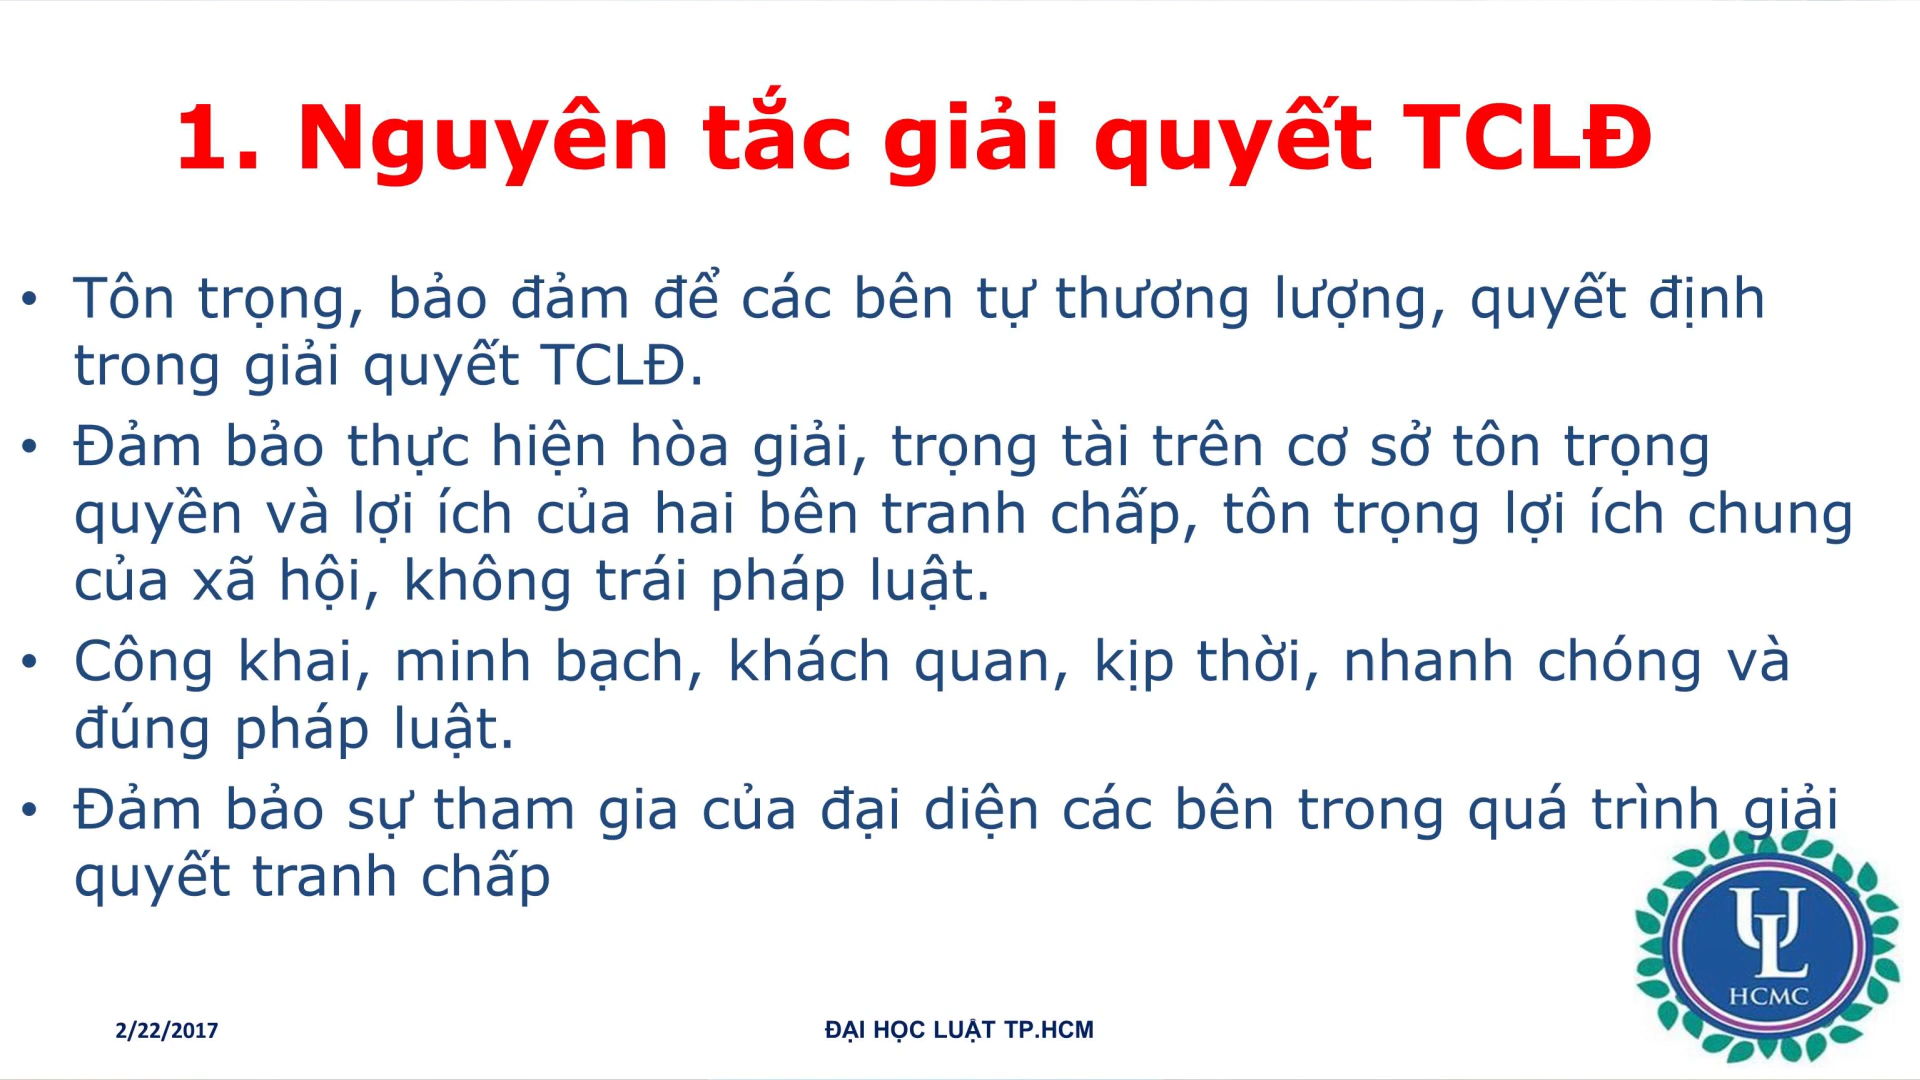 1. Nguyên tắc giải quyết TCLĐ
• Tôn trọng, bảo đảm để các bên tự thương lượng, quyết định
trong giải quyết TCLĐ.
• Đảm bảo thực hiện hòa giải, trọng tài trên cơ sở tôn trọng
quyền và lợi ích của hai bên tranh chấp, tôn trọng lợi ích chung
của xã hội, không trái pháp luật.
• Công khai, minh bạch, khách quan, kịp thời, nhanh chóng và
đúng pháp luật.
• Đảm bảo sự tham gia của đại diện các bên trong quá trình giải
quyết tranh chấp
UL
HCMC
2/22/2017
ĐẠI HỌC LUẬT TP.HCM